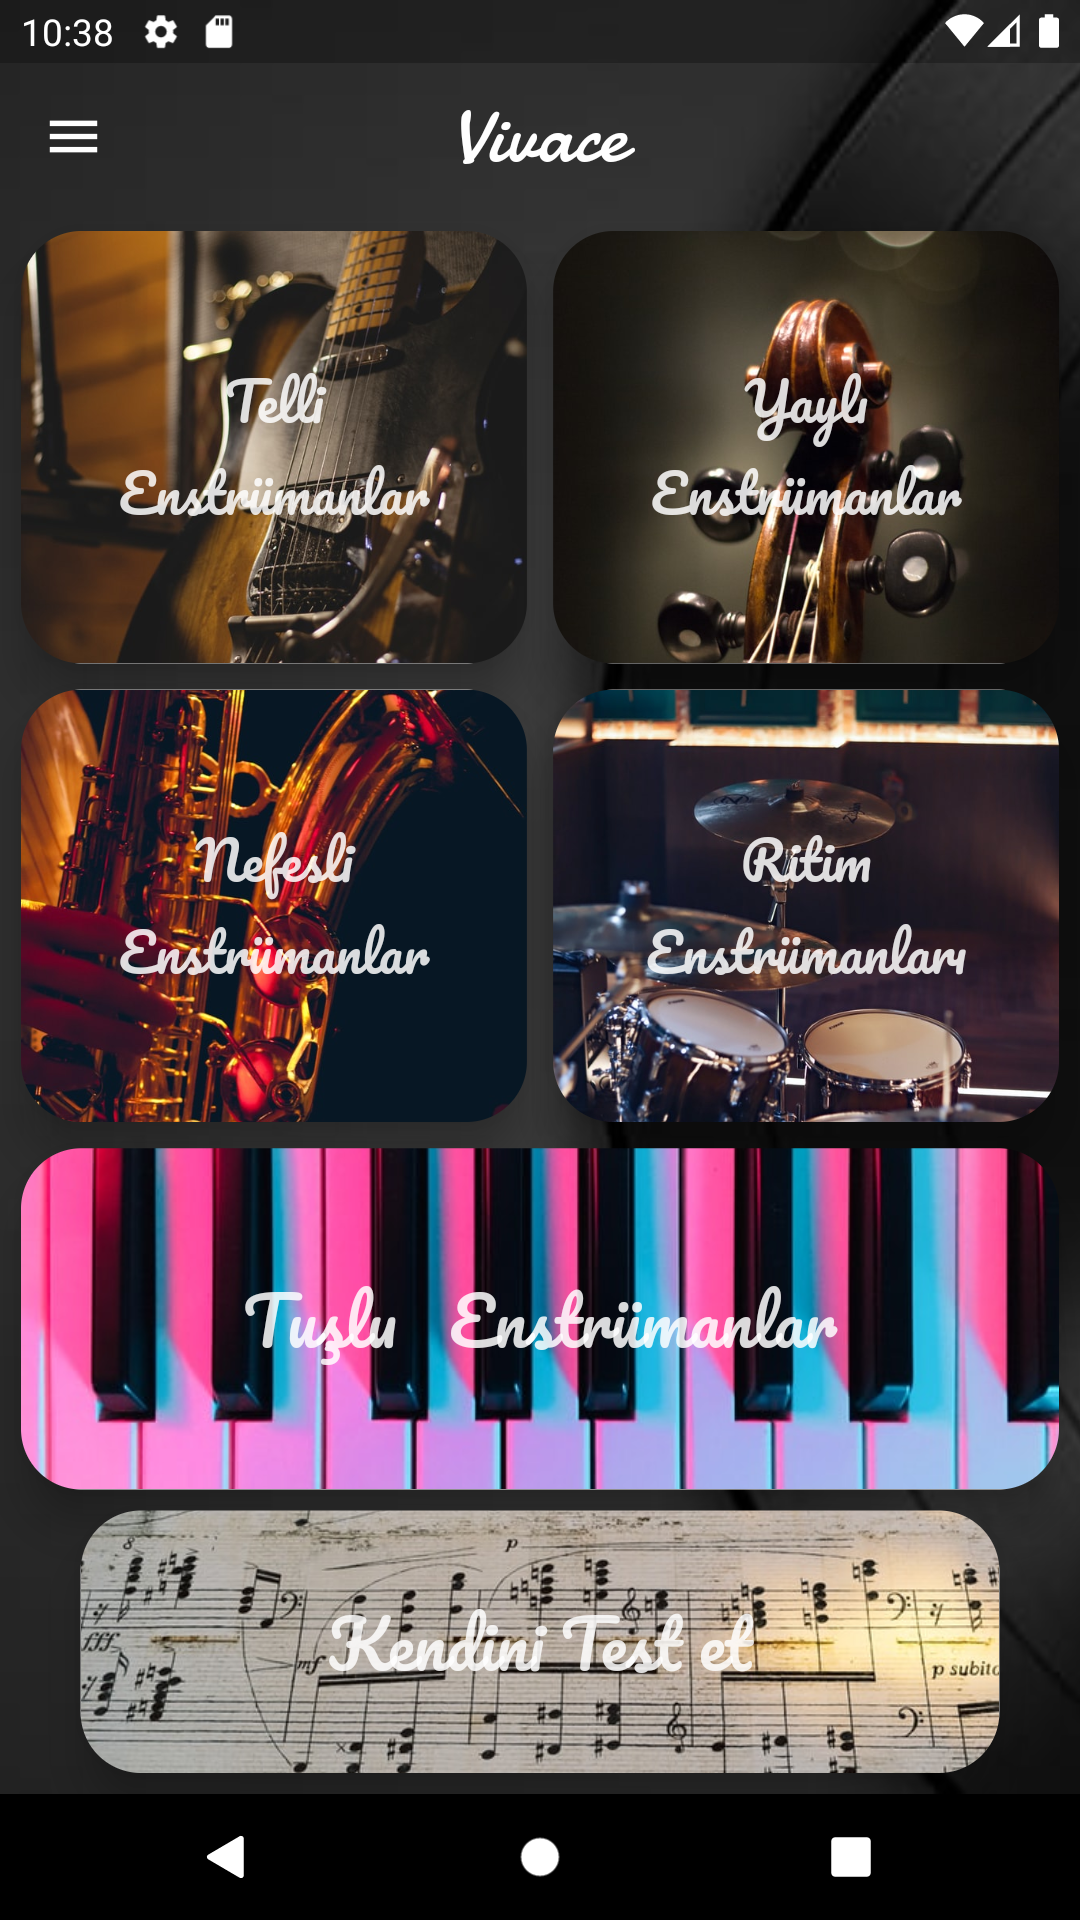 10:38
Vivace
Telli
Enstrümanlar
Yaylı
Enstrümanlar
Nefesli
Enstrümanlar
Ritim
Enstrümanları
Tuşlu Enstrümanlar
8
p
fff
mf
p subito
Kendini Test et